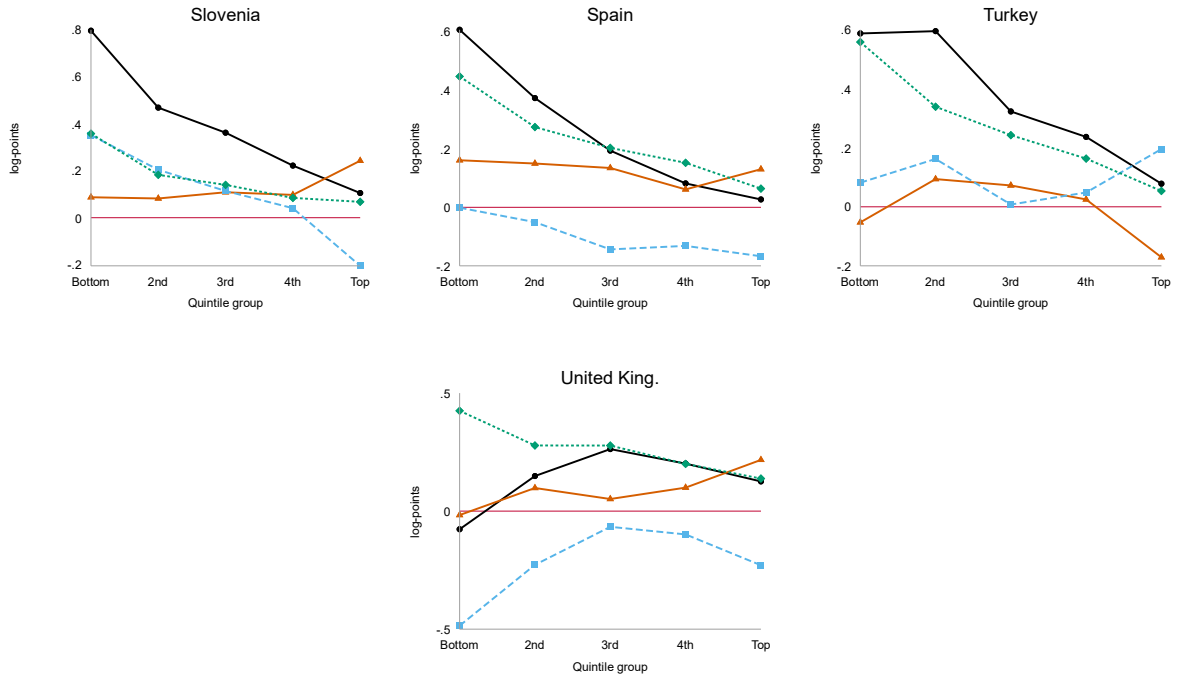 Slovenia
.8
.6
.4
.2
0
-.2
log-points
Bottom 2nd 3rd 4th Top
Quintile group
Spain
.6
.4
.2
0
-.2
log-points
Bottom 2nd 3rd 4th Top
Quintile group
Turkey
.6
.4
.2
0
-.2
log-points
Bottom 2nd 3rd 4th Top
Quintile group
United King.
.5
0
-.5
log-points
Bottom 2nd 3rd 4th Top
Quintile group